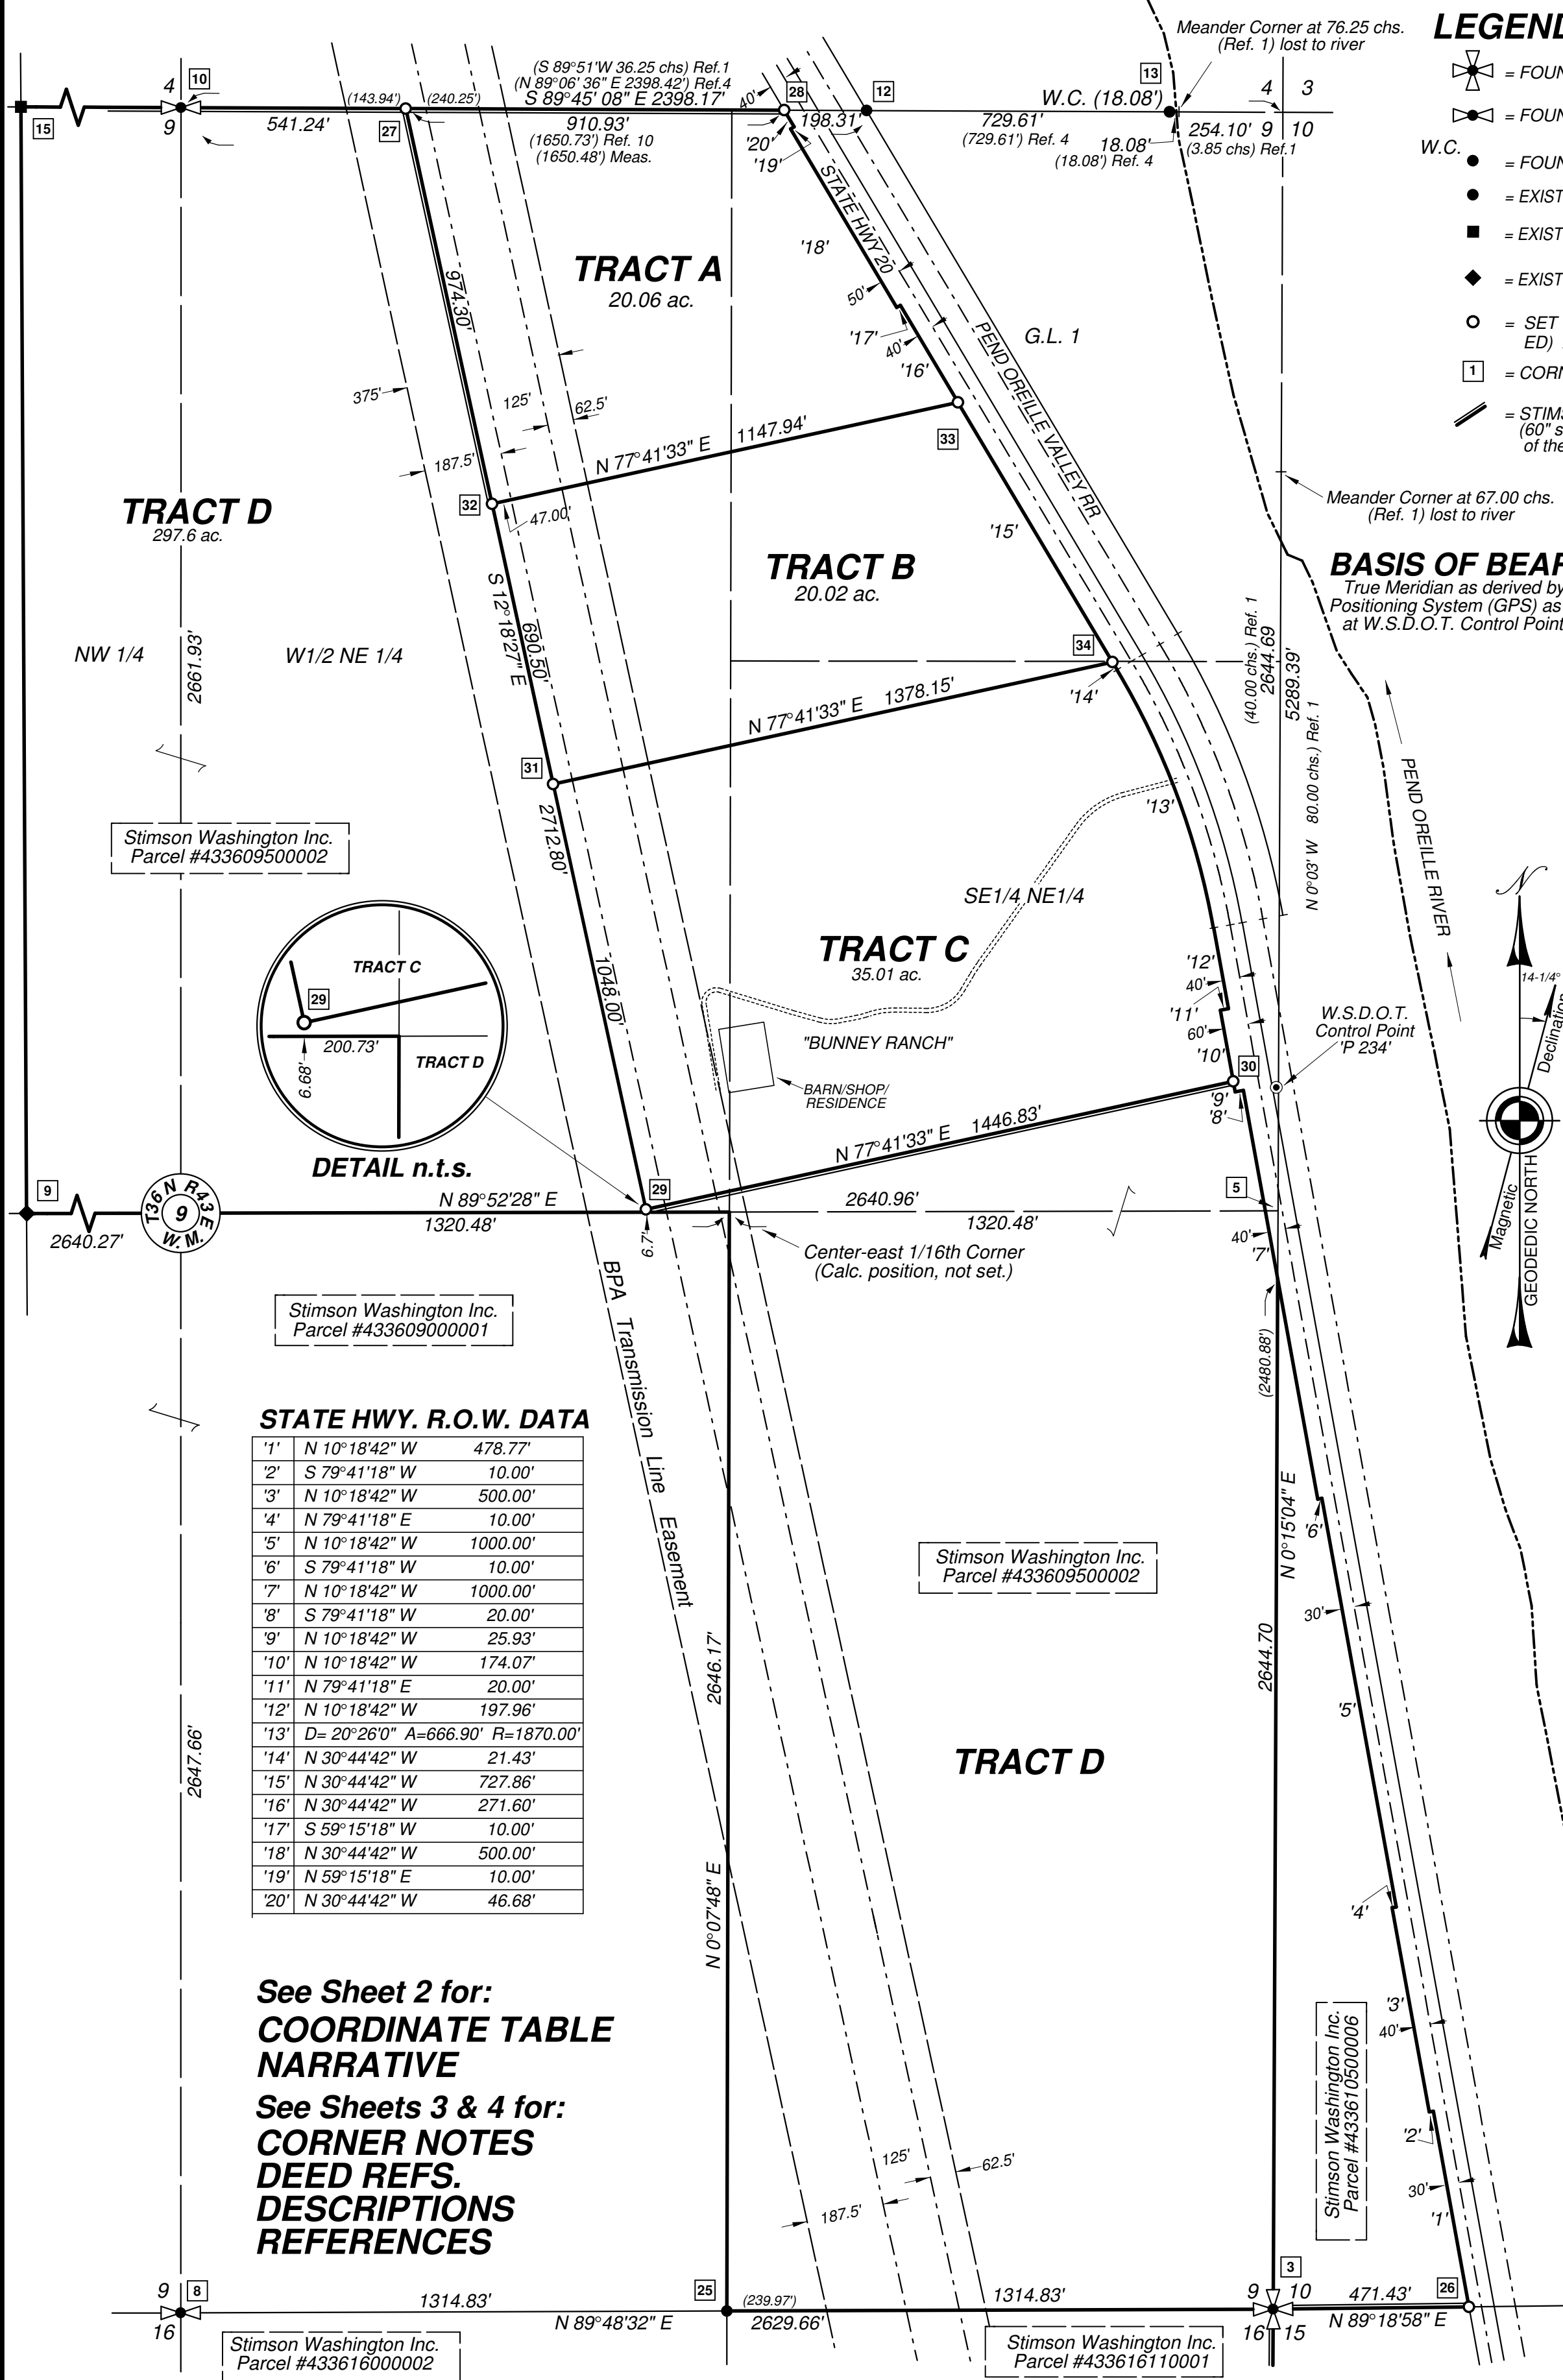 Meander Corner at 76.25 chs.
(Ref. 1) lost to river
LEGEND
4
10
9
15
541.24'
(143.94')
27
(240.25')
(S 89°51'W 36.25 chs) Ref.1
(N 89°06' 36" E 2398.42') Ref.4
S 89°45' 08" E 2398.17'
910.93'
(1650.73') Ref. 10
(1650.48') Meas.
40'
28
'20'
'19'
198.31'
12
729.61'
(729.61') Ref. 4
W.C. (18.08')
13
18.08'
(18.08') Ref. 4
4 3
9 10
254.10'
(3.85 chs) Ref.1
= FOUN
= FOUN
W.C.
= FOUN
= EXIST
= EXIST
= EXIST
= SET
ED)
1
= CORN
= STIMS
(60" s
of the
TRACT A
20.06 ac.
974.30'
'18'
STATE HWY 20
50'
'17'
40'
'16'
PEND OREILLE VALLEY RR
G.L. 1
375'
125'
62.5'
187.5'
32
47.00'
N 77°41'33" E 1147.94'
33
Meander Corner at 67.00 chs.
(Ref. 1) lost to river
TRACT D
297.6 ac.
TRACT B
20.02 ac.
'15'
BASIS OF BEAR
True Meridian as derived by
Positioning System (GPS) as
at W.S.D.O.T. Control Point
NW 1/4
2661.93'
W1/2 NE 1/4
S 12°18'27" E
690.50'
34
'14'
(40.00 chs.) Ref. 1
2644.69
5289.39'
N 0°03' W 80.00 chs.) Ref. 1
N 77°41'33" E 1378.15'
31
2712.80'
'13'
PEND OREILLE RIVER
Stimson Washington Inc.
Parcel #433609500002
SE1/4 NE1/4
TRACT C
35.01 ac.
1048.00'
TRACT C
29
200.73'
6.68'
TRACT D
DETAIL n.t.s.
"BUNNEY RANCH"
BARN/SHOP/
RESIDENCE
'12'
40'
'11'
60'
'10'
30
'9'
'8'
W.S.D.O.T.
Control Point
'P 234'
14-1/4°
Declination
Magnetic
GEODEDIC NORTH
N
N 77°41'33" E 1446.83'
9
2640.27'
T36N R43E
9
W. M.
N 89°52'28" E
1320.48'
29
6.7'
2640.96'
1320.48'
5
40'
'7'
Center-east 1/16th Corner
(Calc. position, not set.)
(2480.88')
Stimson Washington Inc.
Parcel #433609000001
BPA Transmission Line Easement
STATE HWY. R.O.W. DATA
'1' N 10°18'42" W 478.77'
'2' S 79°41'18" W 10.00'
'3' N 10°18'42" W 500.00'
'4' N 79°41'18" E 10.00'
'5' N 10°18'42" W 1000.00'
'6' S 79°41'18" W 10.00'
'7' N 10°18'42" W 1000.00'
'8' S 79°41'18" W 20.00'
'9' N 10°18'42" W 25.93'
'10' N 10°18'42" W 174.07'
'11' N 79°41'18" E 20.00'
'12' N 10°18'42" W 197.96'
'13' D= 20°26'0" A=666.90' R=1870.00'
'14' N 30°44'42" W 21.43'
'15' N 30°44'42" W 727.86'
'16' N 30°44'42" W 271.60'
'17' S 59°15'18" W 10.00'
'18' N 30°44'42" W 500.00'
'19' N 59°15'18" E 10.00'
'20' N 30°44'42" W 46.68'
2647.66'
Stimson Washington Inc.
Parcel #433609500002
N 0°15'04" E
2644.70
'6'
30'
'5'
2646.17'
N 0°07'48" E
TRACT D
'4'
'3'
40'
'2'
30'
'1'
Stimson Washington Inc.
Parcel #433610500006
See Sheet 2 for:
COORDINATE TABLE
NARRATIVE
See Sheets 3 & 4 for:
CORNER NOTES
DEED REFS.
DESCRIPTIONS
REFERENCES
125'
62.5'
187.5'
9
8
16
1314.83'
N 89°48'32" E
25
(239.97')
2629.66'
1314.83'
3
9 10
16 15
471.43'
26
N 89°18'58" E
Stimson Washington Inc.
Parcel #433616000002
Stimson Washington Inc.
Parcel #433616110001